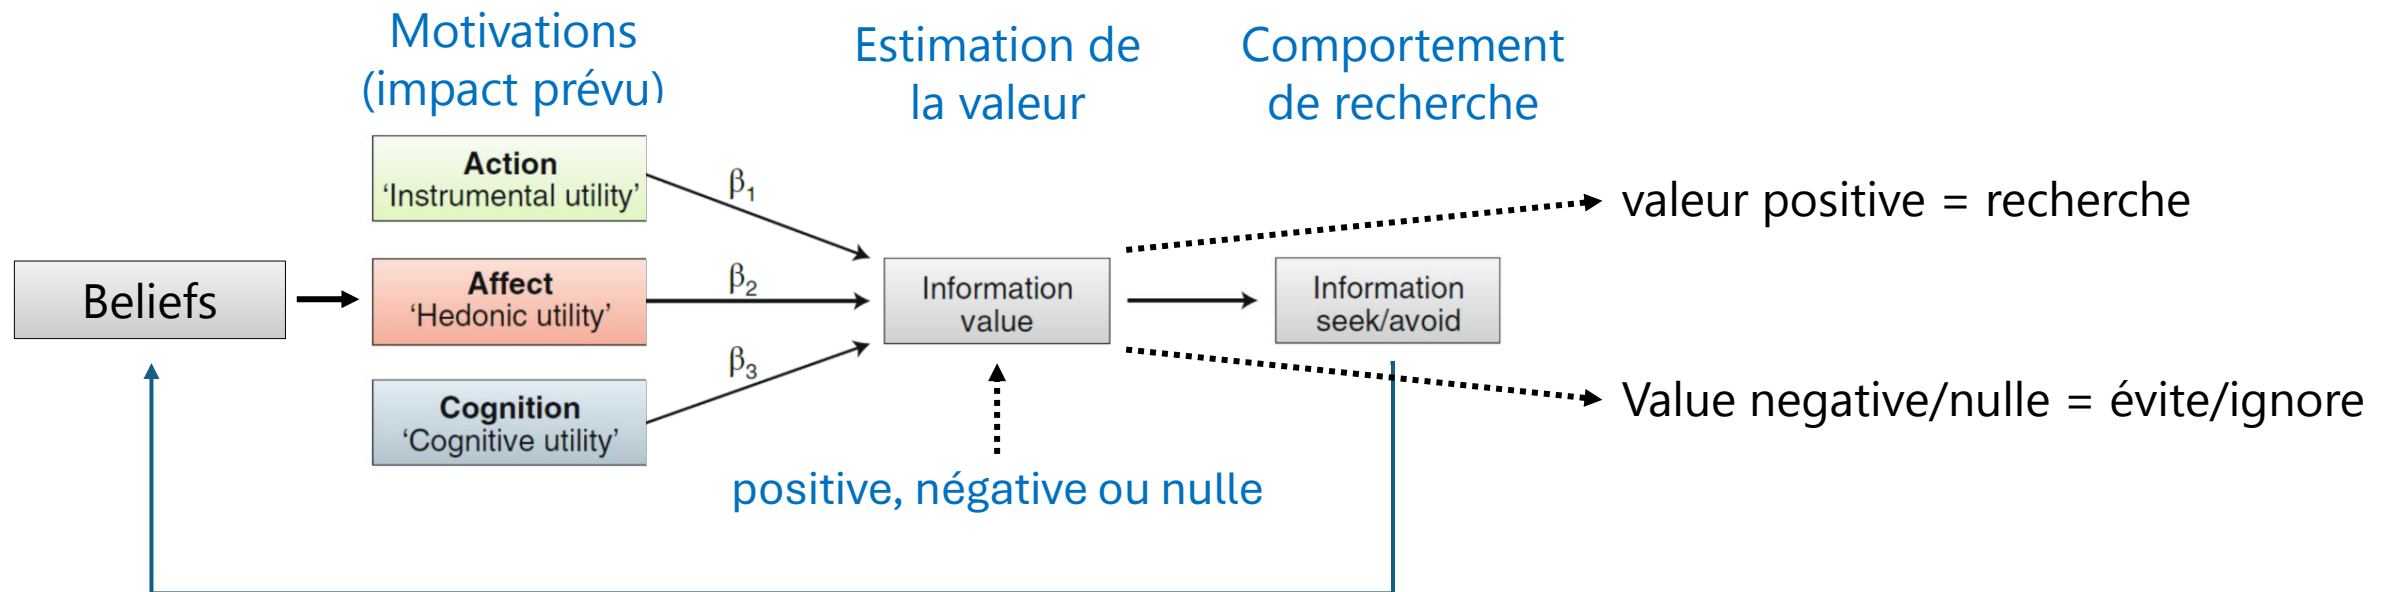 Motivations
(impact prévu)
Estimation de
la valeur
Comportement
de recherche
Action
‘Instrumental utility’
β1
valeur positive = recherche
Beliefs
Affect
‘Hedonic utility’
β2
Information
value
Information
seek/avoid
β3
Cognition
‘Cognitive utility’
Value negative/nulle = évite/ignore
positive, négative ou nulle